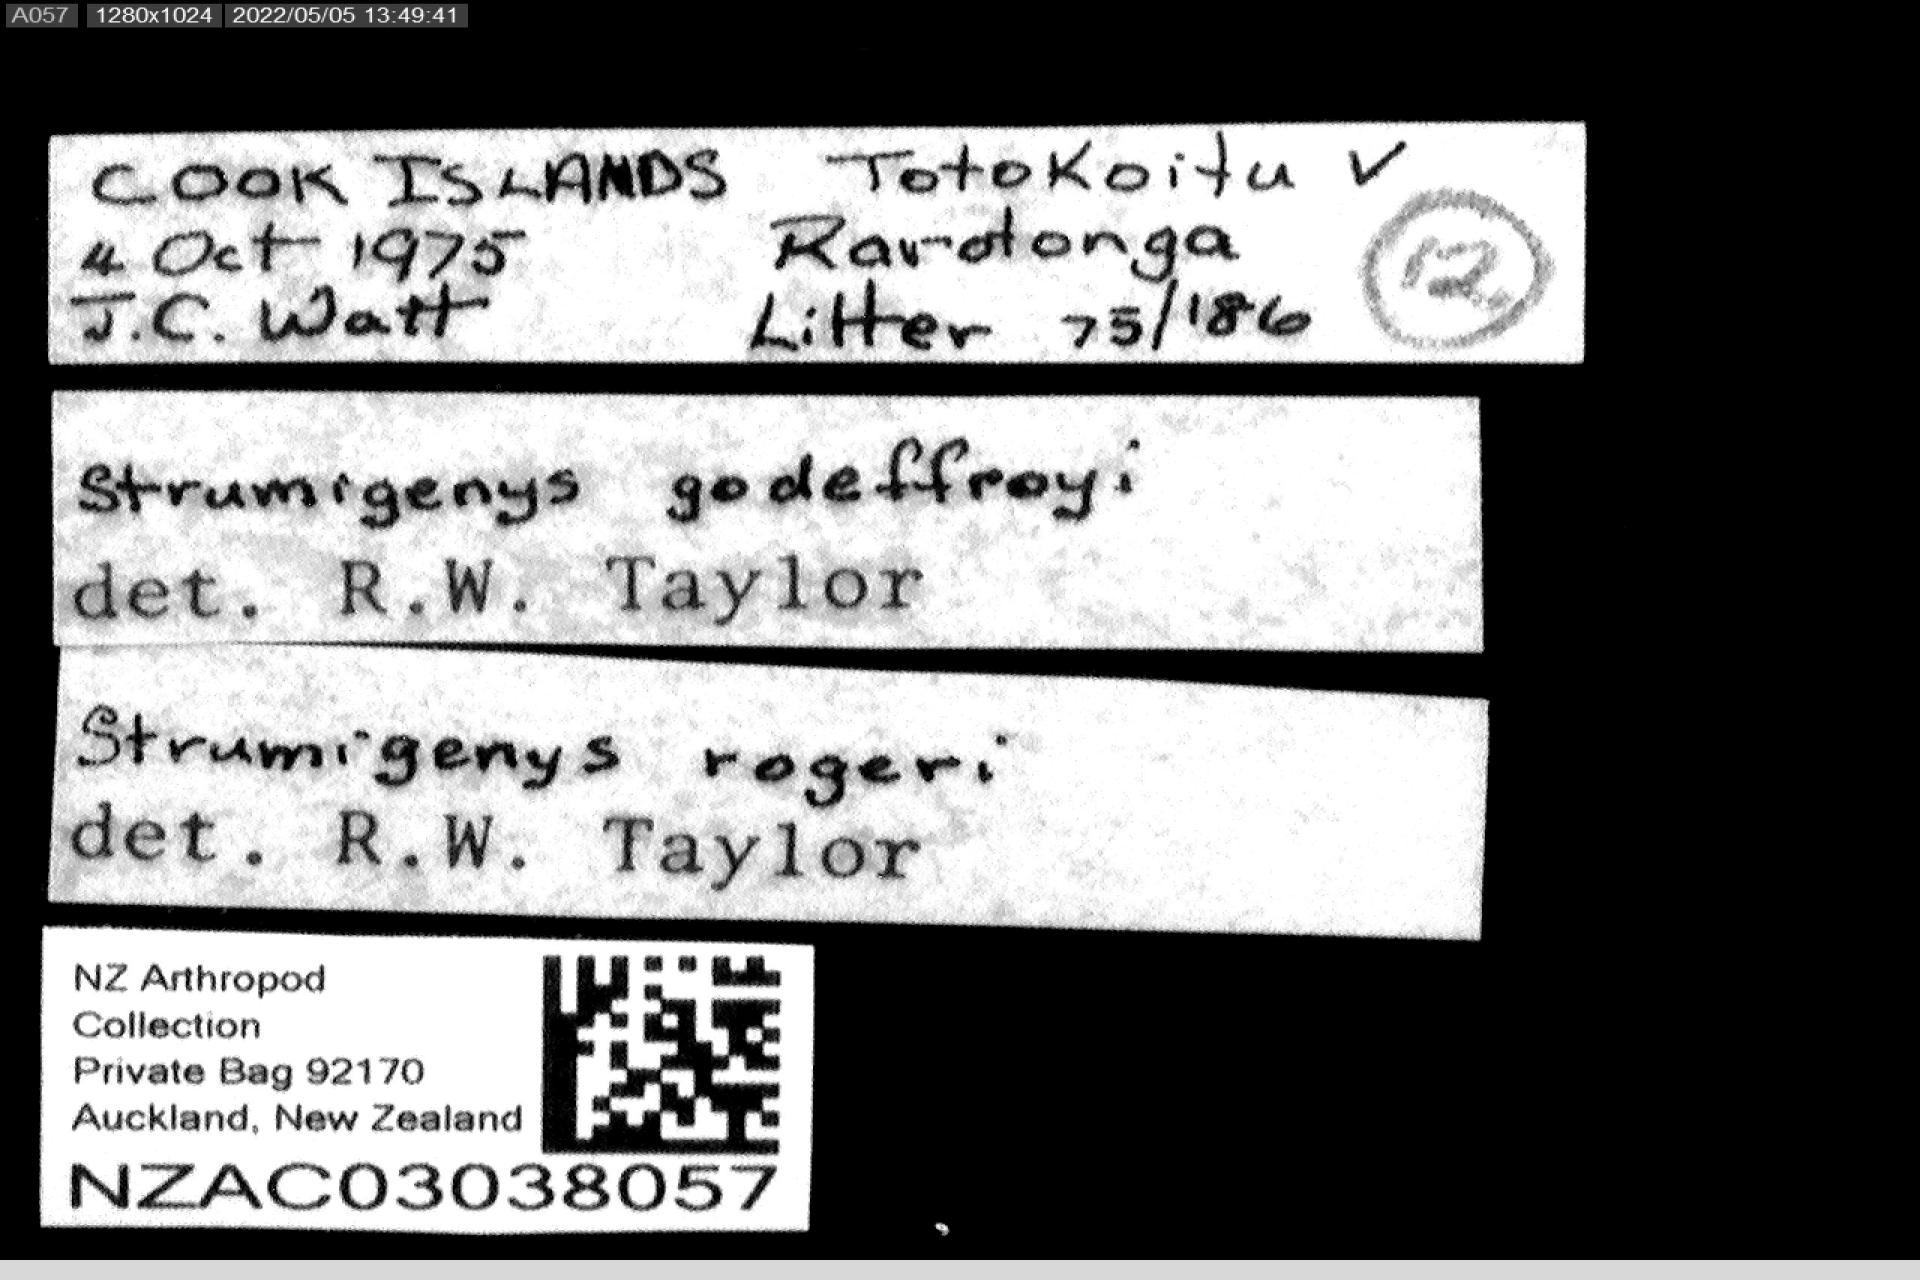 A057 1280x1024 2022/05/05 13:49:41
COOK ISLANDS Totokoitu V
4 Oct 1975 Rarotonga
J.C. Watt Litter 75/186
12
Strumigenys godeffroyi
det. R.W. Taylor
Strumigenys rogeri
det. R.W. Taylor
NZ Arthropod
Collection
Private Bag 92170
Auckland, New Zealand
NZAC03038057